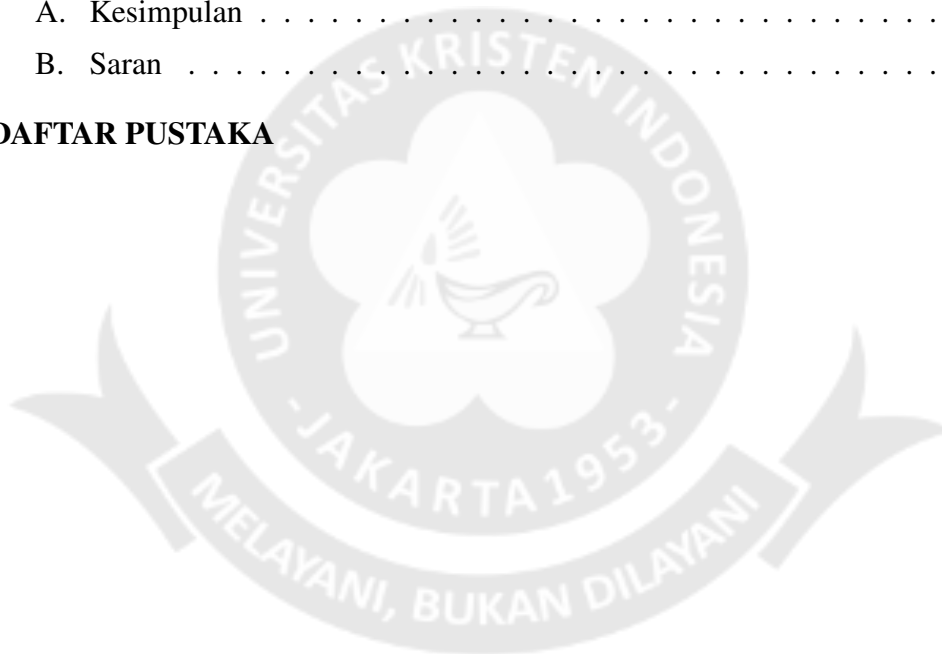 A. Kesimpulan . . . . . . . . . . . . . . . . . . . . . . . . . . . . .
B. Saran . . . . . . . . . . . . . . . . . . . . . . . . . . . . . . . .
DAFTAR PUSTAKA
UNIVERSITAS KRISTEN INDONESIA
- JAKARTA 1953 -
MELAYANI, BUKAN DILAYANI